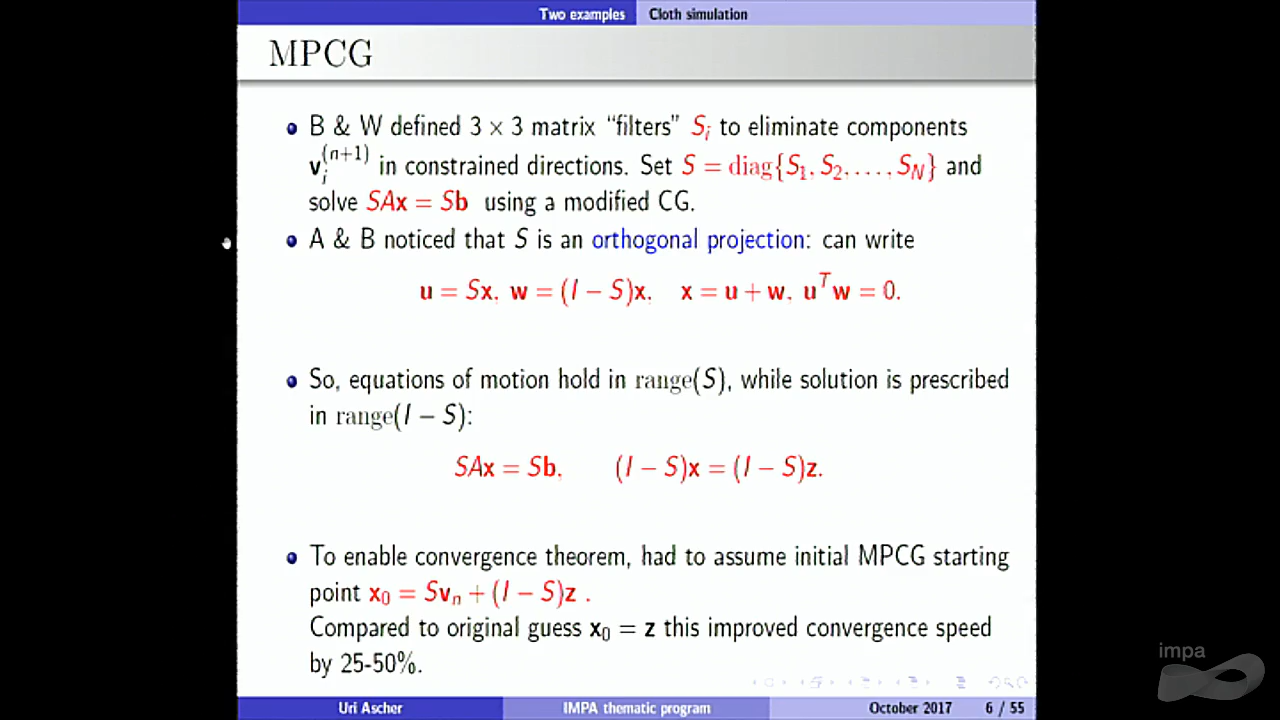 Two examples Cloth simulation
MPCG
B & W defined 3 × 3 matrix “filters” S_i to eliminate components
v_i^(n+1) in constrained directions. Set S = diag{S_1, S_2, . . . , S_N} and
solve SAx = Sb using a modified CG.
A & B noticed that S is an orthogonal projection: can write
u = Sx, w = (I − S)x, x = u + w, u^T w = 0.
So, equations of motion hold in range(S), while solution is prescribed
in range(I − S):
SAx = Sb, (I − S)x = (I − S)z.
To enable convergence theorem, had to assume initial MPCG starting
point x_0 = Sv_n + (I − S)z .
Compared to original guess x_0 = z this improved convergence speed
by 25-50%.
impa
Uri Ascher IMPA thematic program October 2017 6 / 55